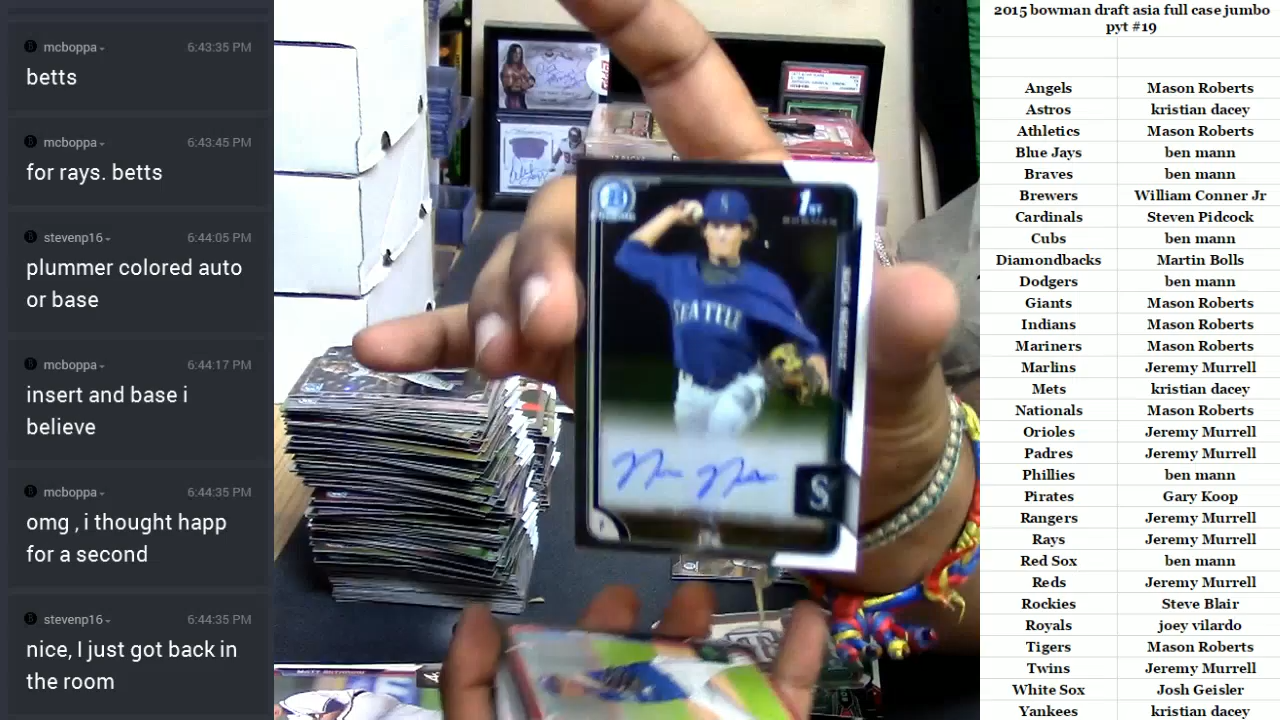 mcboppa 6:43:35 PM
betts
mcboppa 6:43:45 PM
for rays. betts
stevenp16 6:44:05 PM
plummer colored auto
or base
mcboppa 6:44:17 PM
insert and base i
believe
mcboppa 6:44:35 PM
omg , i thought happ
for a second
stevenp16 6:44:35 PM
nice, I just got back in
the room
1ST
BOWMAN
SEATTLE
S
2015 bowman draft asia full case jumbo
pyt #19
Angels Mason Roberts
Astros kristian dacey
Athletics Mason Roberts
Blue Jays ben mann
Braves ben mann
Brewers William Conner Jr
Cardinals Steven Pidcock
Cubs ben mann
Diamondbacks Martin Bolls
Dodgers ben mann
Giants Mason Roberts
Indians Mason Roberts
Mariners Mason Roberts
Marlins Jeremy Murrell
Mets kristian dacey
Nationals Mason Roberts
Orioles Jeremy Murrell
Padres Jeremy Murrell
Phillies ben mann
Pirates Gary Koop
Rangers Jeremy Murrell
Rays Jeremy Murrell
Red Sox ben mann
Reds Jeremy Murrell
Rockies Steve Blair
Royals joey vilardo
Tigers Mason Roberts
Twins Jeremy Murrell
White Sox Josh Geisler
Yankees kristian dacey